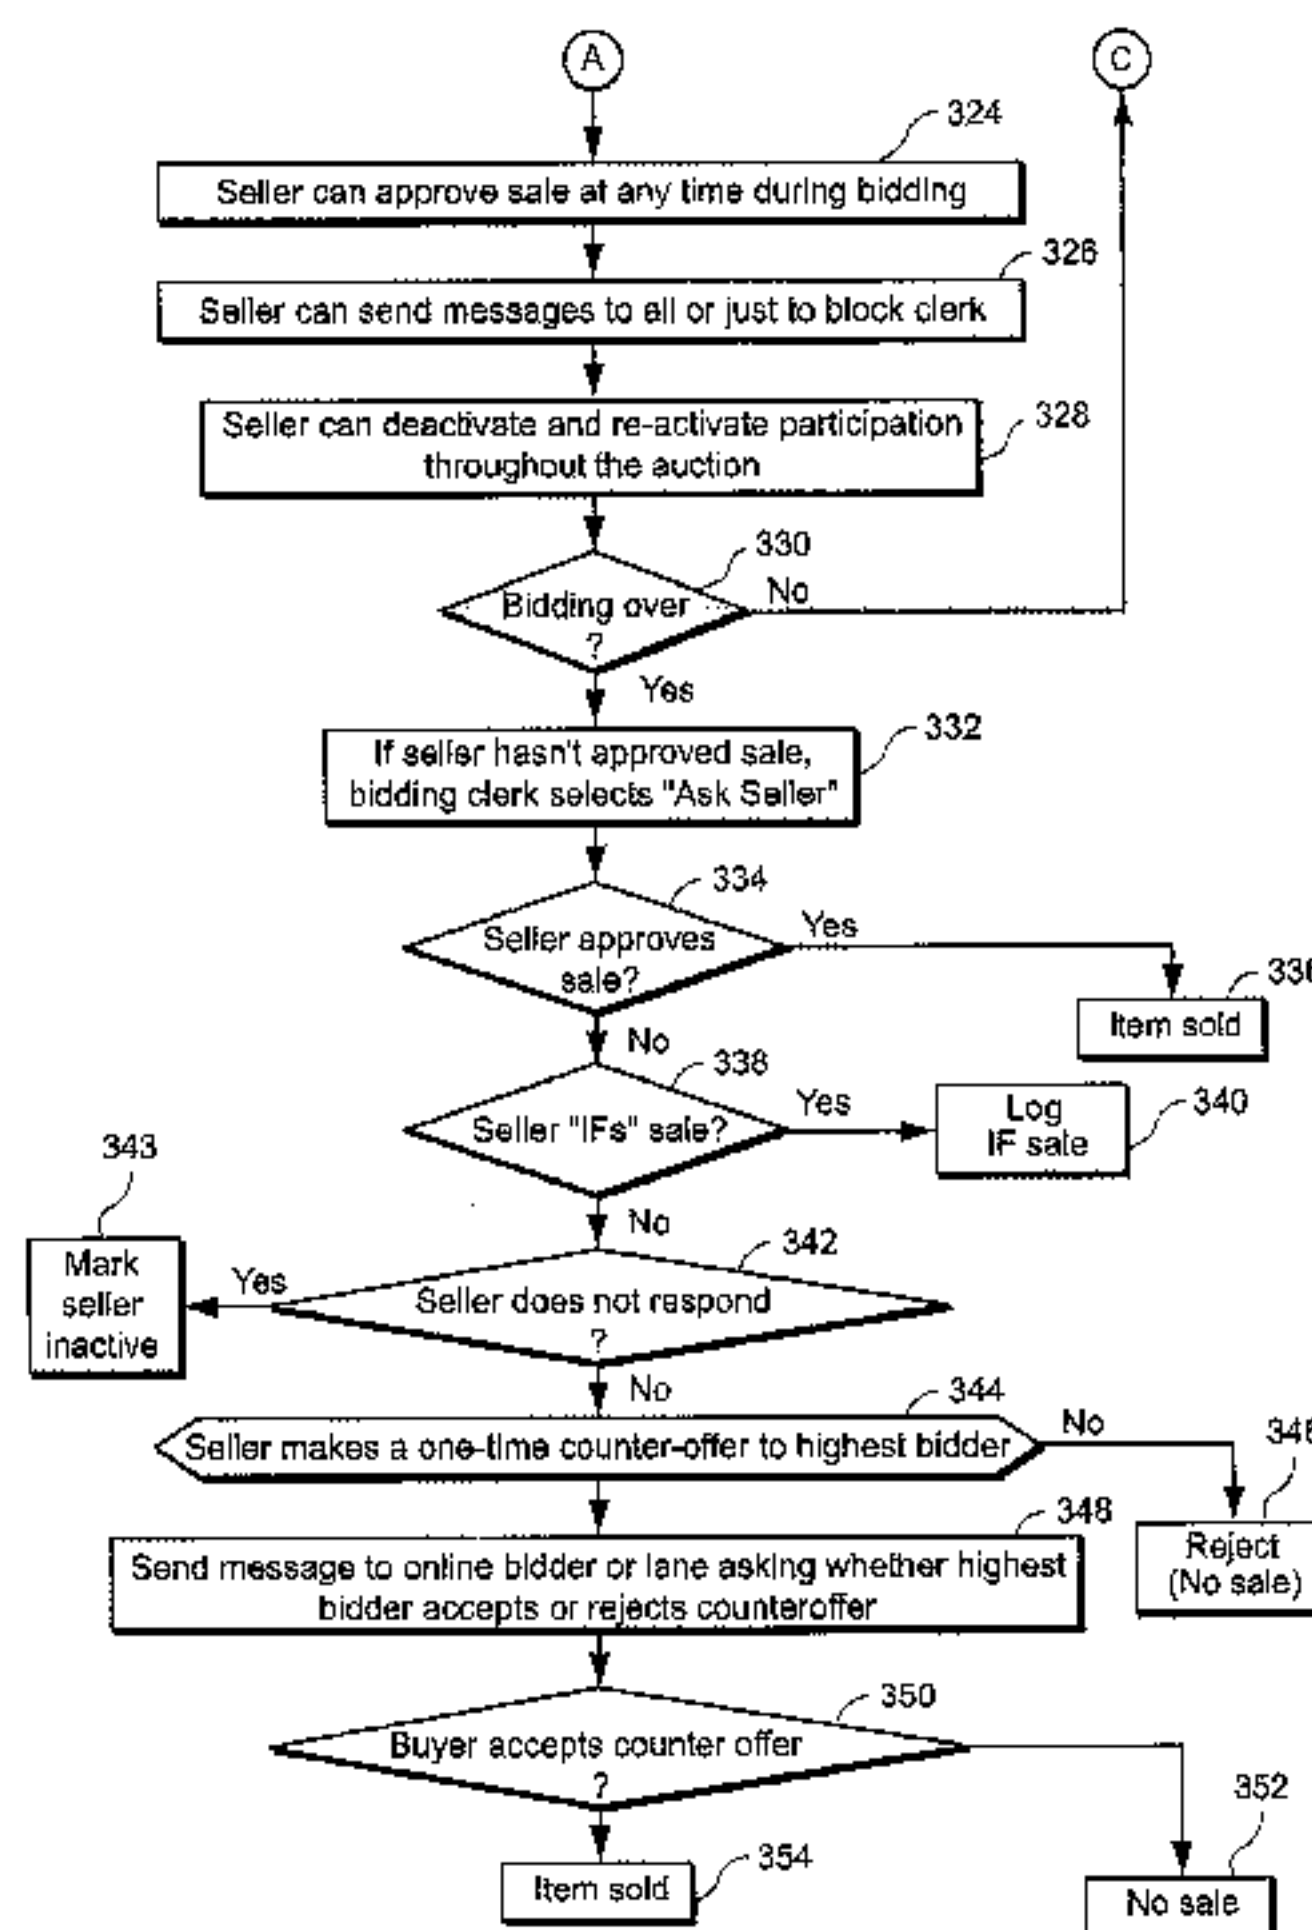 A
C
324
Seller can approve sale at any time during bidding
326
Seller can send messages to all or just to block clerk
328
Seller can deactivate and re-activate participation
throughout the auction
330
Bidding over
?
No
Yes
332
If seller hasn't approved sale,
bidding clerk selects "Ask Seller"
334
Seller approves
sale?
Yes
336
Item sold
No
338
Seller "IFs" sale?
Yes
Log
IF sale
340
343
Mark
seller
inactive
No
342
Yes
Seller does not respond
?
No
344
Seller makes a one-time counter-offer to highest bidder
No
346
Reject
(No sale)
348
Send message to online bidder or lane asking whether highest
bidder accepts or rejects counteroffer
350
Buyer accepts counter offer
?
352
No sale
354
Item sold